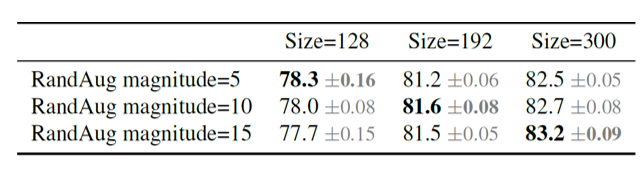 Size=128 Size=192 Size=300
RandAug magnitude=5 78.3 ±0.16 81.2 ±0.06 82.5 ±0.05
RandAug magnitude=10 78.0 ±0.08 81.6 ±0.08 82.7 ±0.08
RandAug magnitude=15 77.7 ±0.15 81.5 ±0.05 83.2 ±0.09